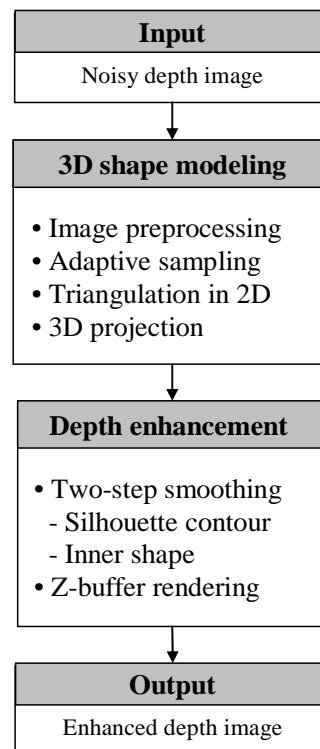 Input
Noisy depth image
3D shape modeling
• Image preprocessing
• Adaptive sampling
• Triangulation in 2D
• 3D projection
Depth enhancement
• Two-step smoothing
- Silhouette contour
- Inner shape
• Z-buffer rendering
Output
Enhanced depth image